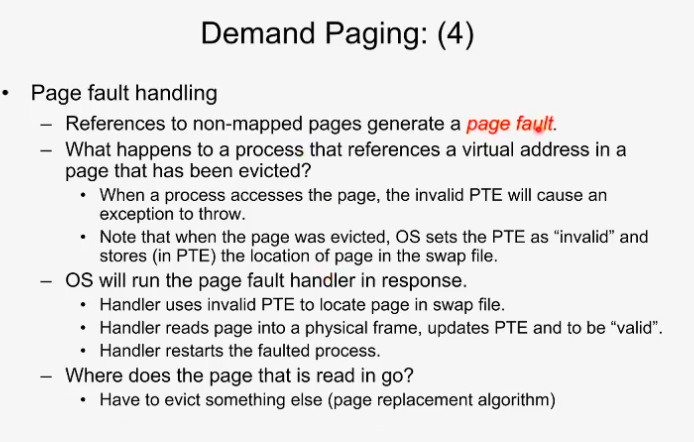 Demand Paging: (4)
• Page fault handling
– References to non-mapped pages generate a page fault.
– What happens to a process that references a virtual address in a
page that has been evicted?
• When a process accesses the page, the invalid PTE will cause an
exception to throw.
• Note that when the page was evicted, OS sets the PTE as “invalid” and
stores (in PTE) the location of page in the swap file.
– OS will run the page fault handler in response.
• Handler uses invalid PTE to locate page in swap file.
• Handler reads page into a physical frame, updates PTE and to be “valid”.
• Handler restarts the faulted process.
– Where does the page that is read in go?
• Have to evict something else (page replacement algorithm)